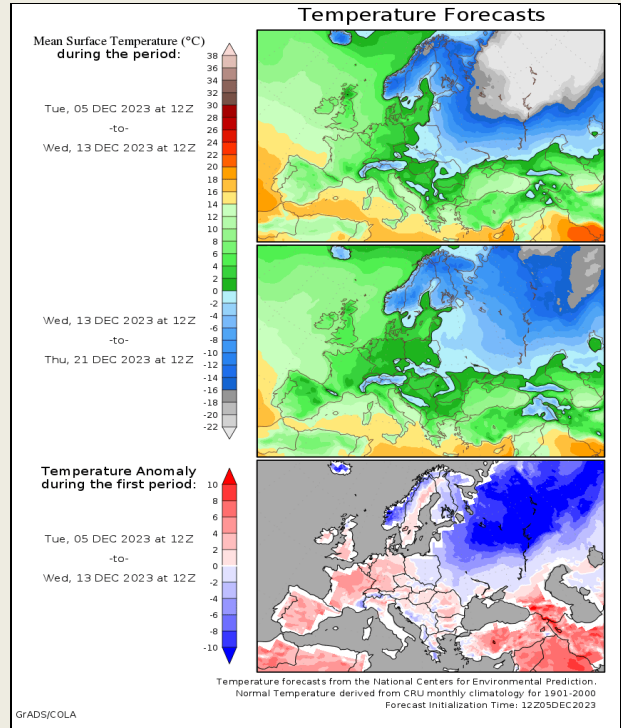 Temperature Forecasts
Mean Surface Temperature (°C)
during the period:
38
36
34
32
30
28
26
24
22
20
18
16
14
12
10
8
6
4
2
0
-2
-4
-6
-8
-10
-12
-14
-16
-18
-20
-22
Tue, 05 DEC 2023 at 12Z
-to-
Wed, 13 DEC 2023 at 12Z
Wed, 13 DEC 2023 at 12Z
-to-
Thu, 21 DEC 2023 at 12Z
Temperature Anomaly
during the first period:
10
8
6
4
2
0
-2
-4
-6
-8
-10
Tue, 05 DEC 2023 at 12Z
-to-
Wed, 13 DEC 2023 at 12Z
Temperature forecasts from the National Centers for Environmental Prediction.
Normal Temperature derived from CRU monthly climatology for 1901-2000
Forecast Initialization Time: 12Z05DEC2023
GrADS/COLA